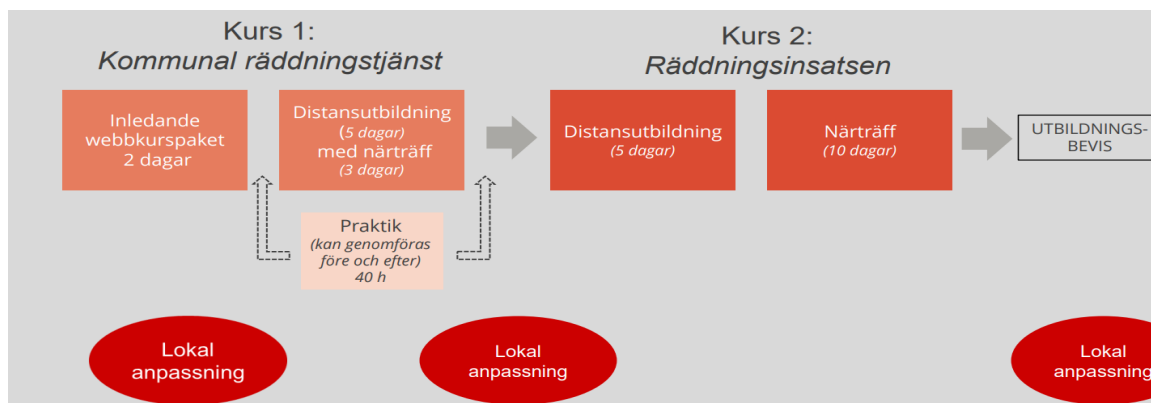 Kurs 1:
Kommunal räddningstjänst
Inledande
webbkurspaket
2 dagar
Distansutbildning
(5 dagar)
med närträff
(3 dagar)
Praktik
(kan genomföras
före och efter)
40 h
Kurs 2:
Räddningsinsatsen
Distansutbildning
(5 dagar)
Närträff
(10 dagar)
UTBILDNINGS-
BEVIS
Lokal
anpassning
Lokal
anpassning
Lokal
anpassning